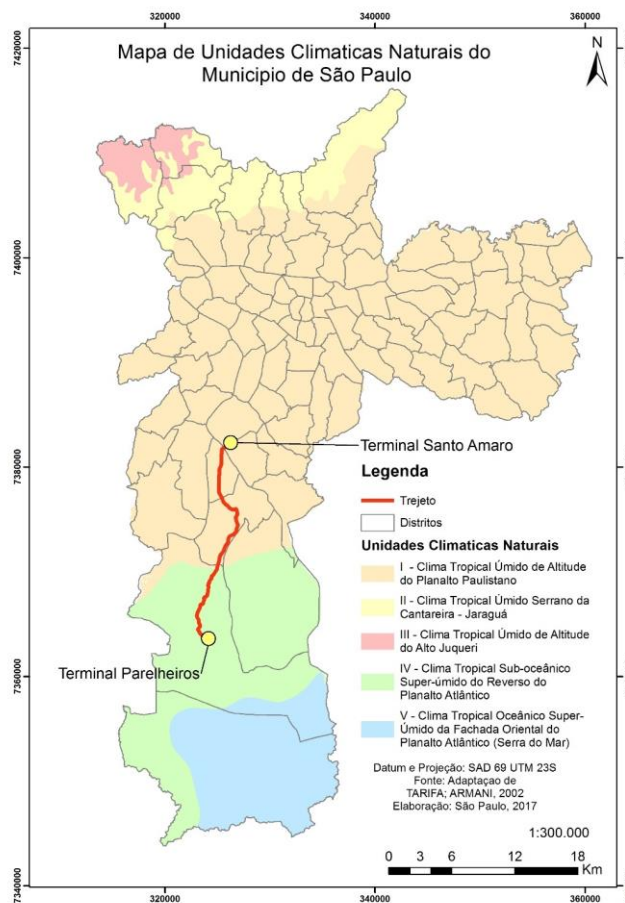 320000
340000
360000
Mapa de Unidades Climaticas Naturais do
Municipio de São Paulo
N
7420000
7400000
7380000
7360000
7340000
Terminal Santo Amaro
Terminal Parelheiros
Legenda
Trejeto
Distritos
Unidades Climaticas Naturais
I - Clima Tropical Úmido de Altitude
do Planalto Paulistano
II - Clima Tropical Úmido Serrano da
Cantareira - Jaraguá
III - Clima Tropical Úmido de Altitude
do Alto Juqueri
IV - Clima Tropical Sub-oceânico
Super-úmido do Reverso do
Planalto Atlântico
V - Clima Tropical Oceânico Super-
Úmido da Fachada Oriental do
Planalto Atlântico (Serra do Mar)
Datum e Projeção: SAD 69 UTM 23S
Fonte: Adaptaçao de
TARIFA; ARMANI, 2002
Elaboração: São Paulo, 2017
1:300.000
0 3 6 12 18
Km
320000
340000
360000